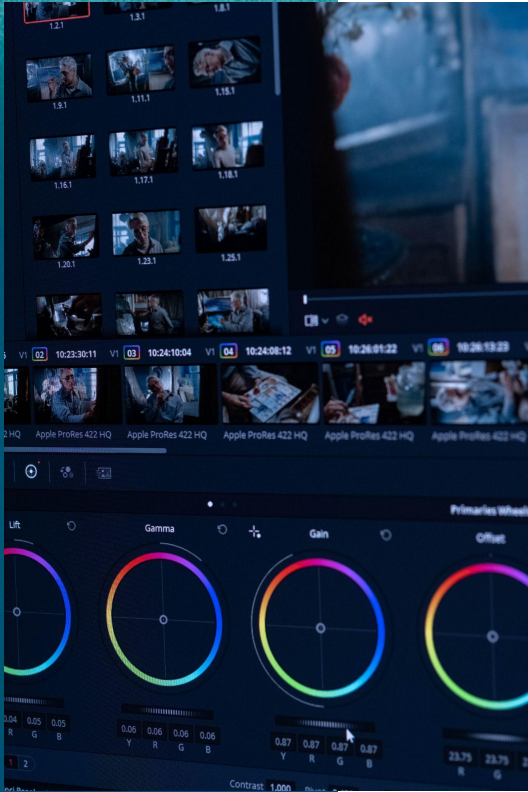 1.2.1 1.3.1 1.8.1
1.9.1 1.11.1 1.15.1
1.16.1 1.17.1 1.18.1
1.20.1 1.23.1 1.25.1
V1 02 10:23:30:11 V1 03 10:24:10:04 V1 04 10:24:08:12 V1 05 10:26:01:22 V1 06 10:26:13:23
HQ Apple ProRes 422 HQ Apple ProRes 422 HQ Apple ProRes 422 HQ Apple ProRes 422 HQ Apple ProRes 422 HQ
Primaries Wheels
Lift Gamma Gain Offset
0.04 0.05 0.05 0.06 0.06 0.06 0.06 0.87 0.87 0.87 0.87 23.75 23.75
R G B Y R G B Y R G B R G
1 2
Contrast 1.000